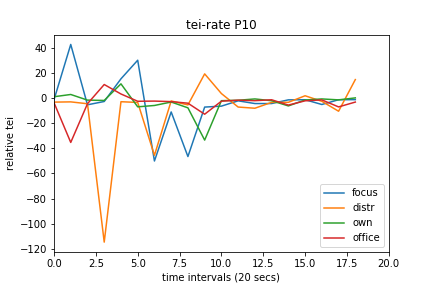 tei-rate P10
relative tei
40
20
0
−20
−40
−60
−80
−100
−120
0.0 2.5 5.0 7.5 10.0 12.5 15.0 17.5 20.0
time intervals (20 secs)
focus
distr
own
office